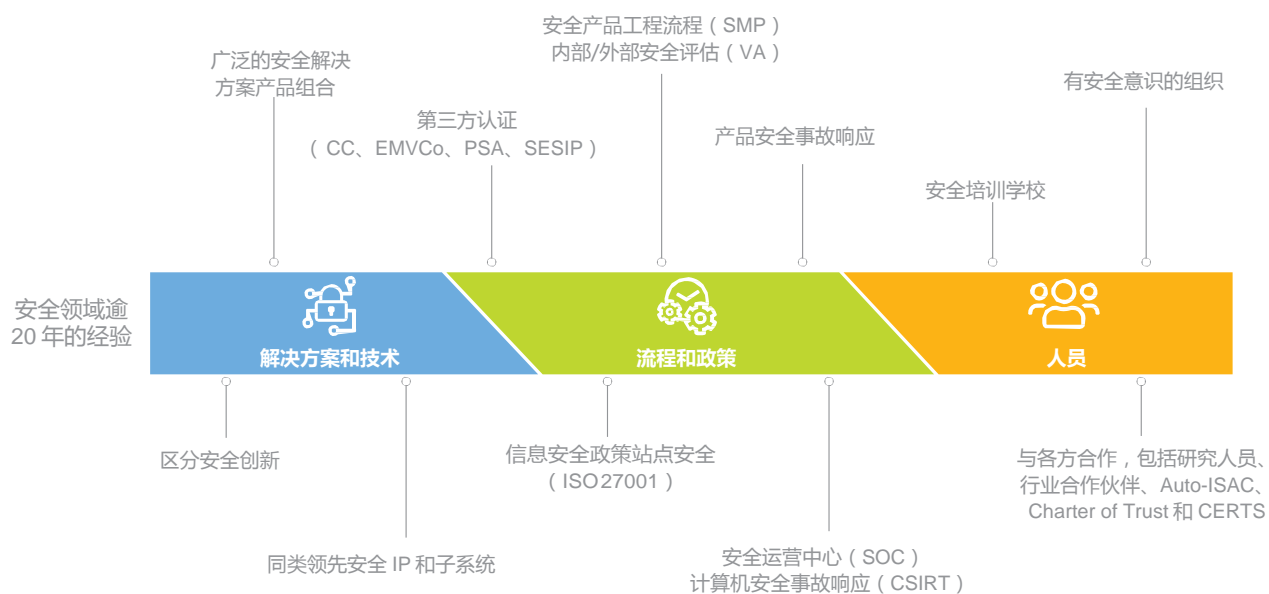 安全产品工程流程（SMP）
内部/外部安全评估（VA）
广泛的安全解决
方案产品组合
有安全意识的组织
第三方认证
（ CC、EMVCo、PSA、SESIP ）
产品安全事故响应
安全培训学校
安全领域逾
20 年的经验
解决方案和技术
流程和政策
人员
区分安全创新
信息安全政策站点安全
（ ISO27001 ）
与各方合作，包括研究人员、
行业合作伙伴、Auto-ISAC、
Charter of Trust 和 CERTS
同类领先安全 IP 和子系统
安全运营中心（SOC）
计算机安全事故响应（CSIRT）